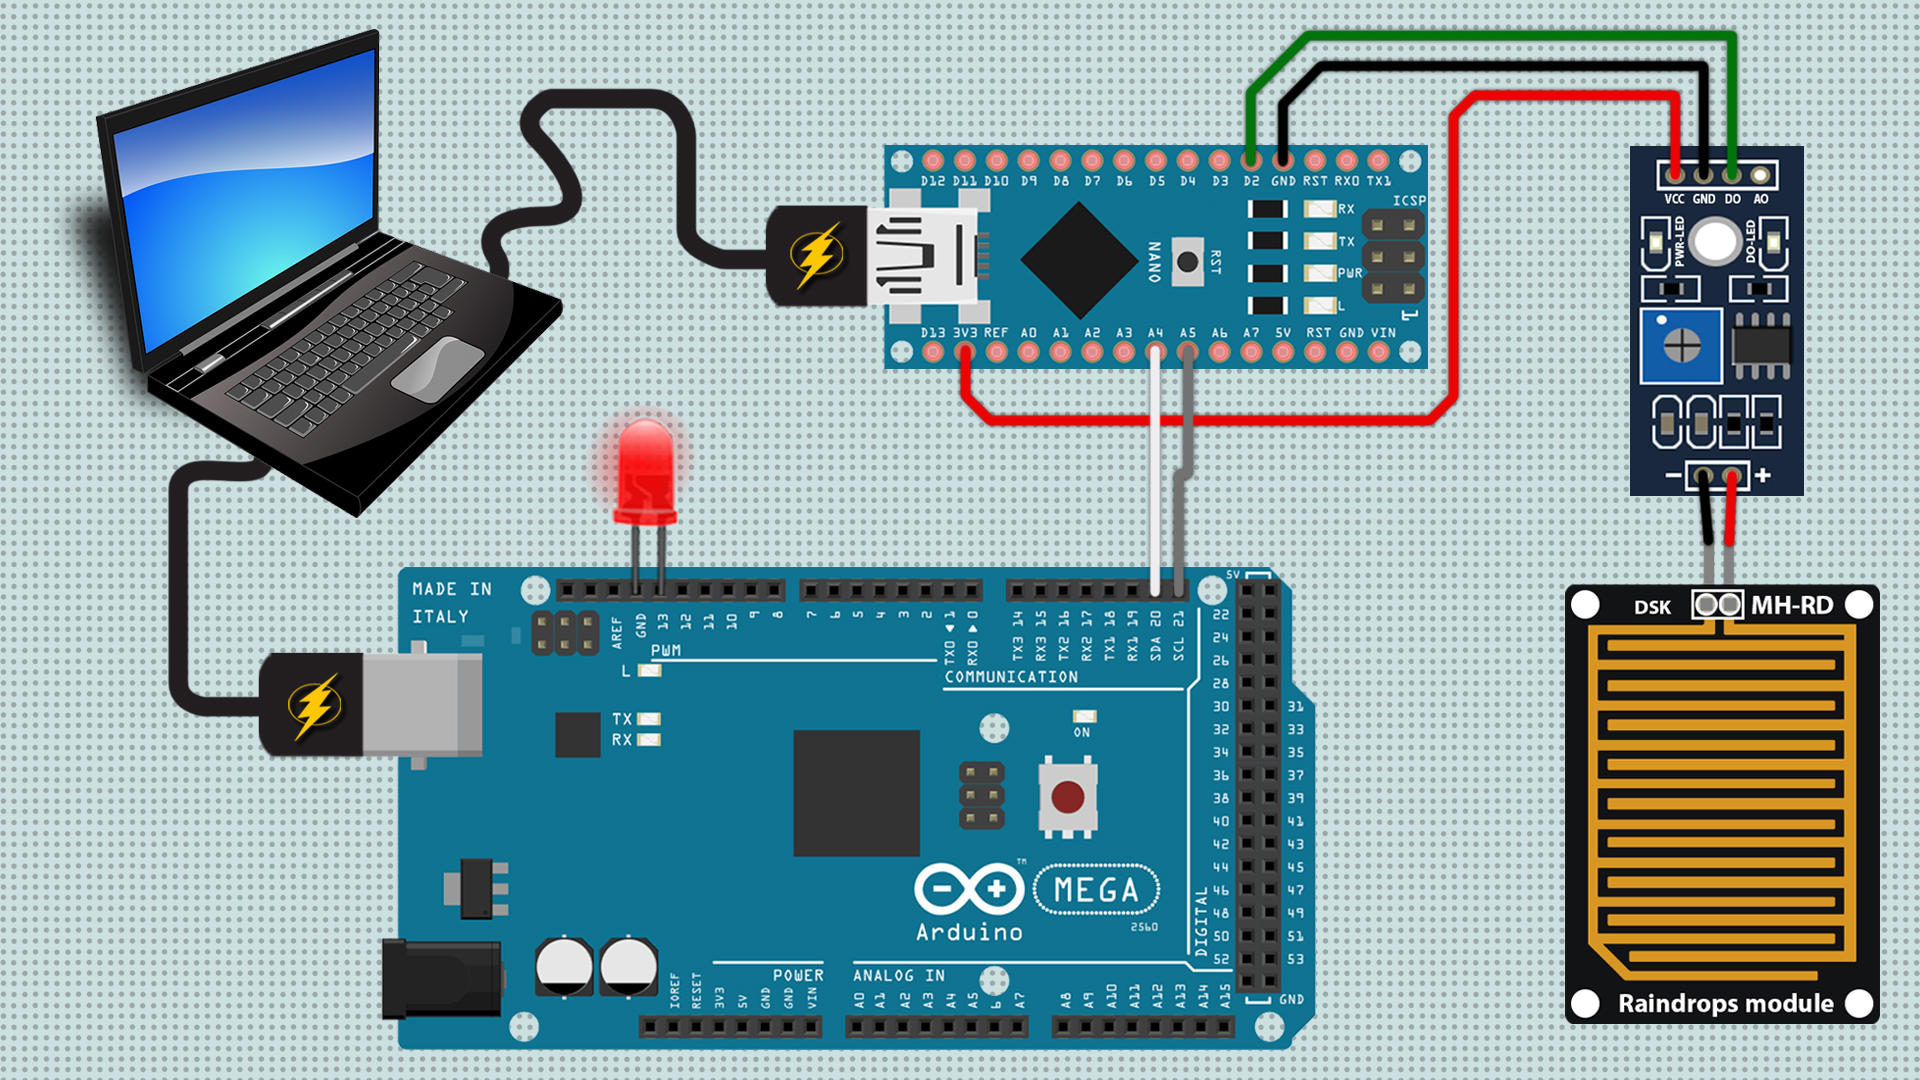 D12 D11 D10 D9 D8 D7 D6 D5 D4 D3 D2 GND RST RX0 TX1
ICSP
RX
TX
PWR
L
NANO
RST
1
D13 3V3 REF A0 A1 A2 A3 A4 A5 A6 A7 5V RST GND VIN
VCC GND DO AO
PWR-LED
DO-LED
- +
MADE IN
ITALY
AREF GND 13 12 11 10 9 8
7 6 5 4 3 2 TX0 1 RX0 0
TX3 14 RX3 15 TX2 16 RX2 17 TX1 18 RX1 19 SDA 20 SCL 21
PWM
COMMUNICATION
L
TX
RX
ON
5V
22
24
26
28
30 31
32 33
34 35
36 37
38 39
40 41
42 43
44 45
46 47
48 49
50 51
52 53
GND
DIGITAL
TM
Arduino
MEGA
2560
POWER
ANALOG IN
IOREF RESET 3V3 5V GND GND VIN
A0 A1 A2 A3 A4 A5 6 A7
A8 A9 A10 A11 A12 A13 A14 A15
DSK MH-RD
Raindrops module